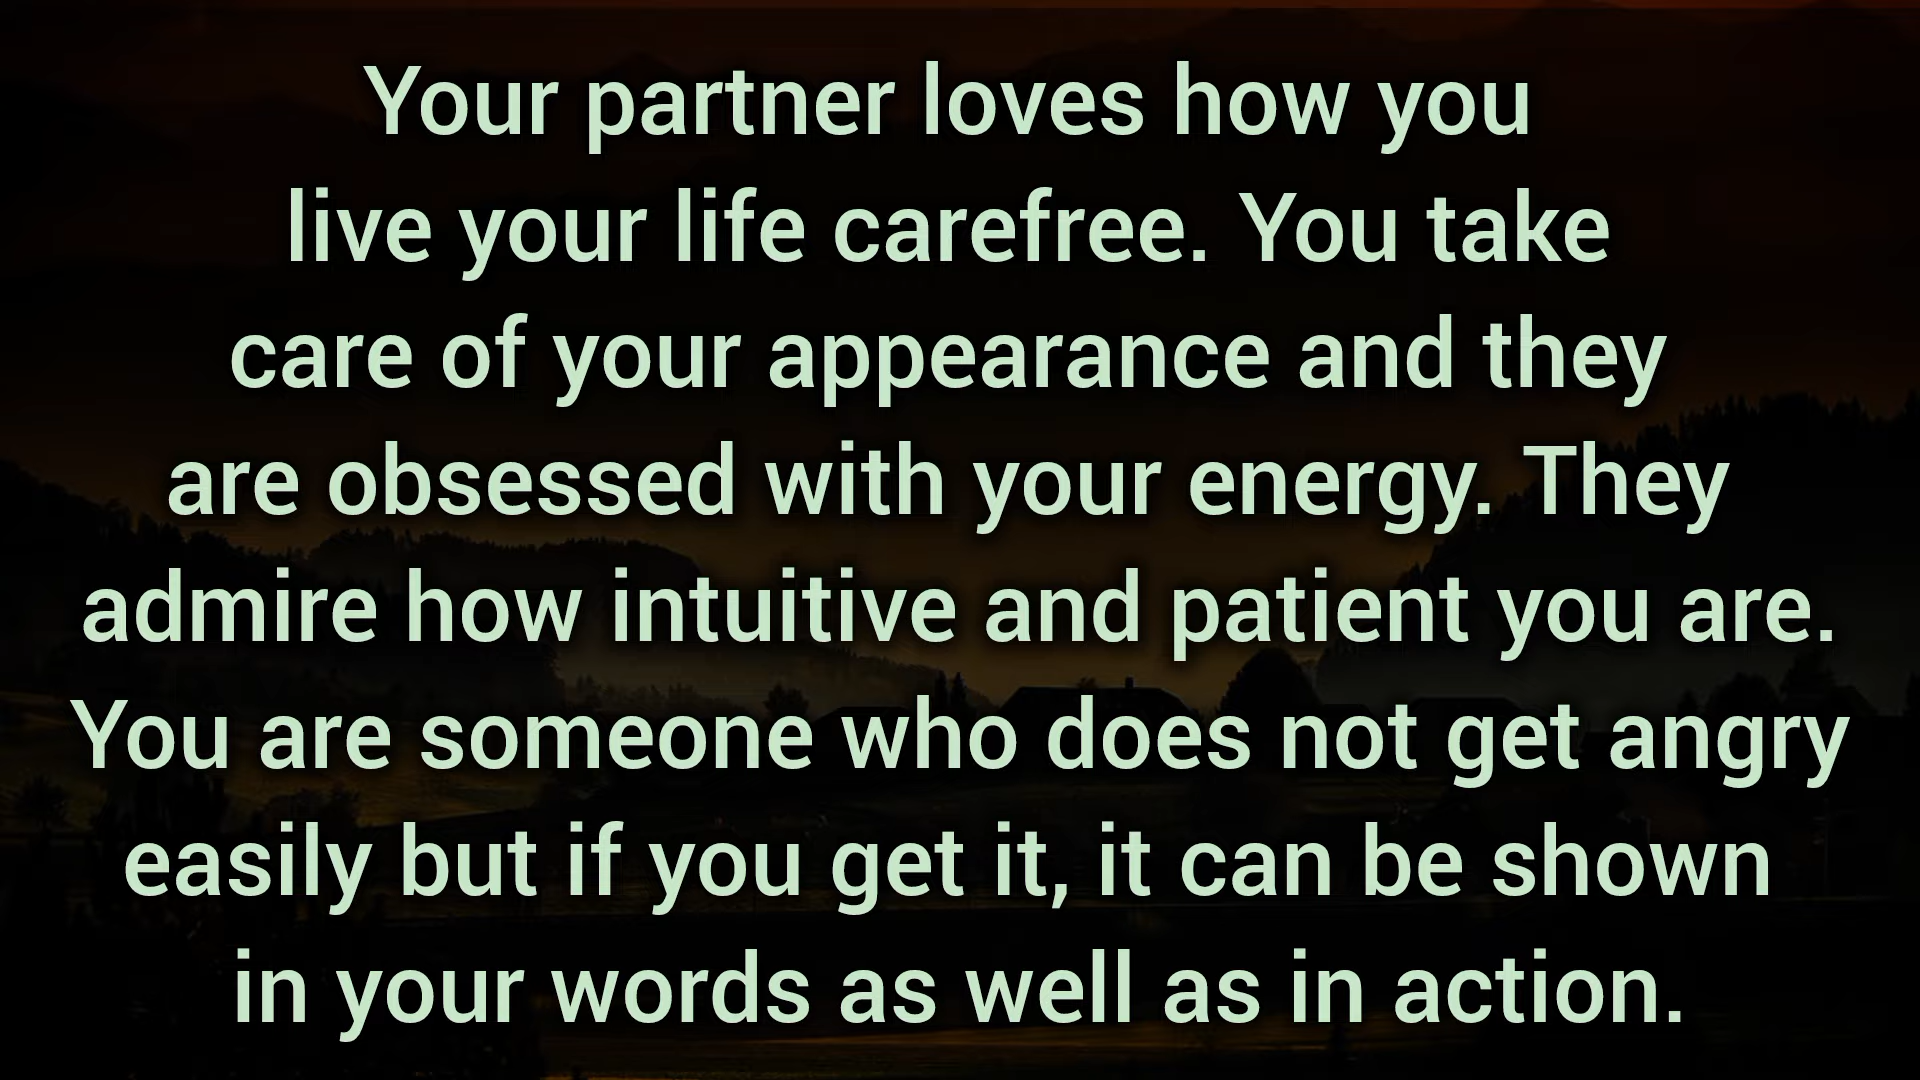 Your partner loves how you
live your life carefree. You take
care of your appearance and they
are obsessed with your energy. They
admire how intuitive and patient you are.
You are someone who does not get angry
easily but if you get it, it can be shown
in your words as well as in action.